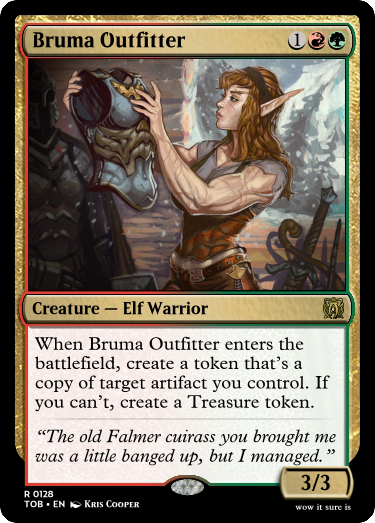 Bruma Outfitter 1
Creature — Elf Warrior
When Bruma Outfitter enters the
battlefield, create a token that's a
copy of target artifact you control. If
you can't, create a Treasure token.
“The old Falmer cuirass you brought me
was a little banged up, but I managed.”
3/3
R 0128
TOB • EN Kris Cooper
wow it sure is